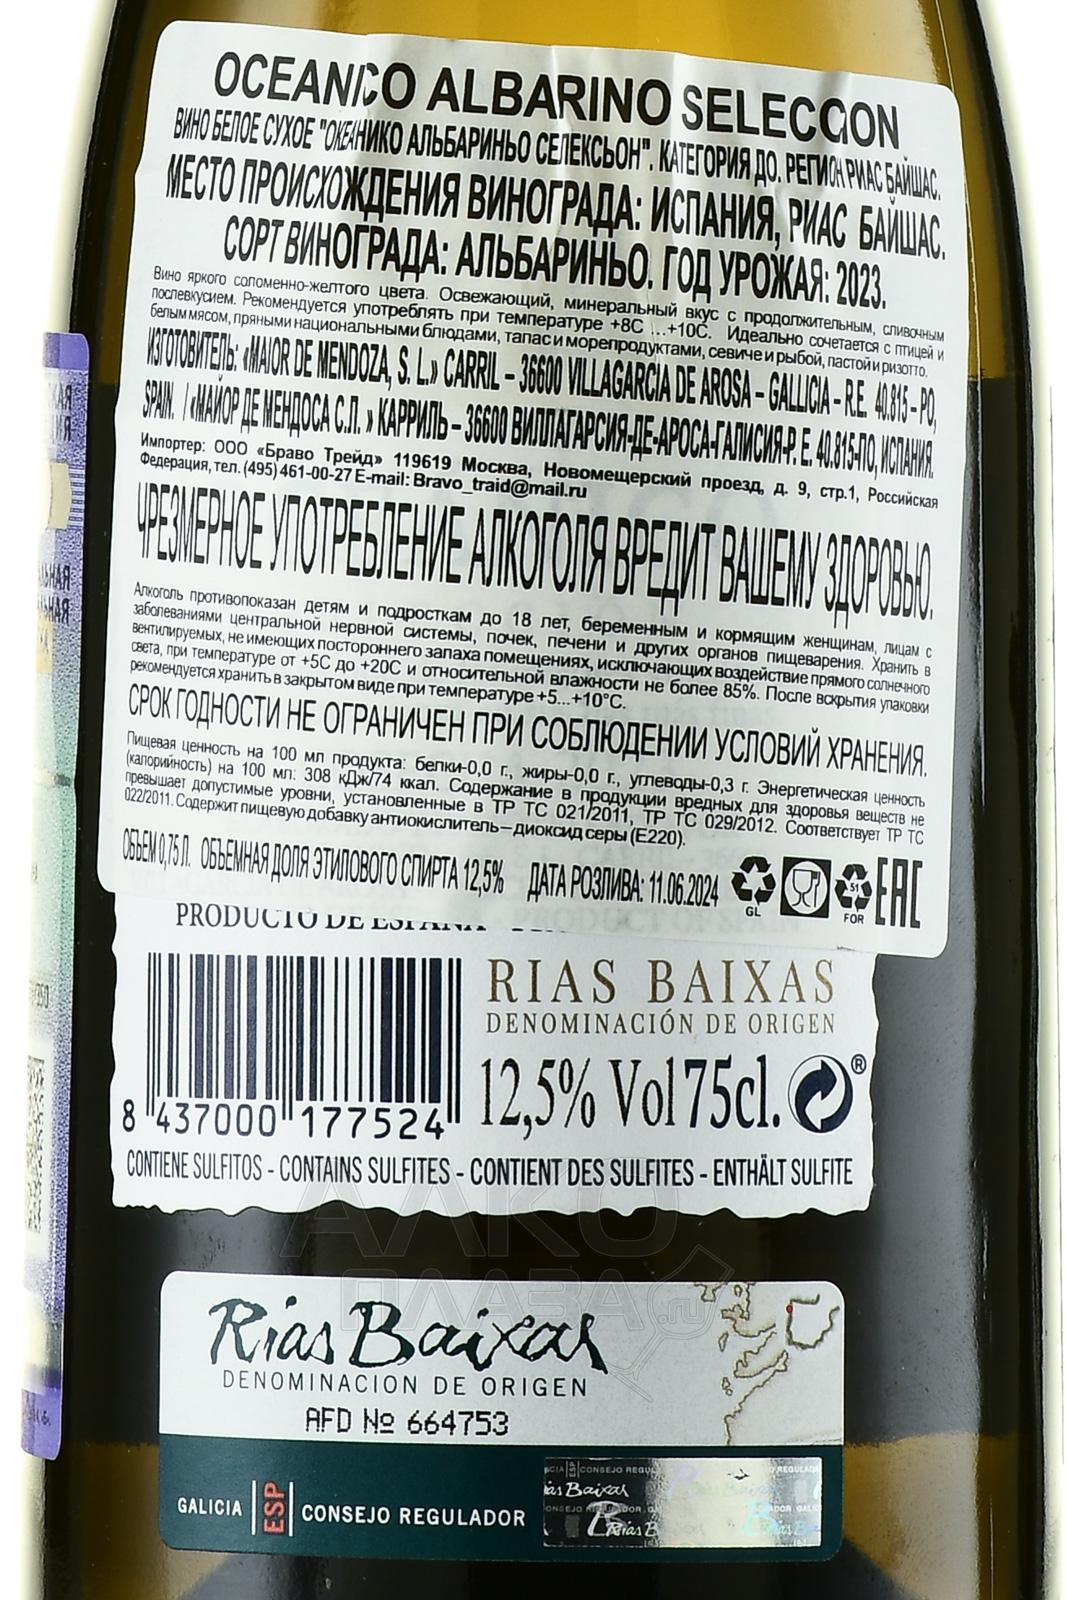 OCEANICO ALBARINO SELECCION
ВИНО БЕЛОЕ СУХОЕ "ОКЕАНИКО АЛЬБАРИНЬО СЕЛЕКСЬОН". КАТЕГОРИЯ ДО. РЕГИОН РИАС БАЙШАС.
МЕСТО ПРОИСХОЖДЕНИЯ ВИНОГРАДА: ИСПАНИЯ, РИАС БАЙШАС.
СОРТ ВИНОГРАДА: АЛЬБАРИНЬО. ГОД УРОЖАЯ: 2023.
Вино яркого соломенно-желтого цвета. Освежающий, минеральный вкус с продолжительным, сливочным
послевкусием. Рекомендуется употреблять при температуре +8С ...+10С. Идеально сочетается с птицей и
белым мясом, пряными национальными блюдами, тапас и морепродуктами, севиче и рыбой, пастой и ризотто.
ИЗГОТОВИТЕЛЬ: «MAIOR DE MENDOZA, S. L.» CARRIL – 36600 VILLAGARCIA DE AROSA – GALLICIA – R.E. 40.815 – PO,
SPAIN. / «МАЙОР ДЕ МЕНДОСА С.Л. » КАРРИЛЬ – 36600 ВИЛЛАГАРСИЯ-ДЕ-АРОСА-ГАЛИСИЯ-Р. Е. 40.815-ПО, ИСПАНИЯ.
Импортер: ООО «Браво Трейд» 119619 Москва, Новомещерский проезд, д. 9, стр.1, Российская
Федерация, тел. (495) 461-00-27 E-mail: Bravo_traid@mail.ru
ЧРЕЗМЕРНОЕ УПОТРЕБЛЕНИЕ АЛКОГОЛЯ ВРЕДИТ ВАШЕМУ ЗДОРОВЬЮ.
Алкоголь противопоказан детям и подросткам до 18 лет, беременным и кормящим женщинам, лицам с
заболеваниями центральной нервной системы, почек, печени и других органов пищеварения. Хранить в
вентилируемых, не имеющих постороннего запаха помещениях, исключающих воздействие прямого солнечного
света, при температуре от +5С до +20С и относительной влажности не более 85%. После вскрытия упаковки
рекомендуется хранить в закрытом виде при температуре +5...+10°С.
СРОК ГОДНОСТИ НЕ ОГРАНИЧЕН ПРИ СОБЛЮДЕНИИ УСЛОВИЙ ХРАНЕНИЯ.
Пищевая ценность на 100 мл продукта: белки-0,0 г., жиры-0,0 г., углеводы-0,3 г. Энергетическая ценность
(калорийность) на 100 мл: 308 кДж/74 ккал. Содержание в продукции вредных для здоровья веществ не
превышает допустимые уровни, установленные в ТР ТС 021/2011, ТР ТС 029/2012. Соответствует ТР ТС
022/2011. Содержит пищевую добавку антиокислитель – диоксид серы (Е220).
ОБЪЕМ 0,75 Л. ОБЪЕМНАЯ ДОЛЯ ЭТИЛОВОГО СПИРТА 12,5% ДАТА РОЗЛИВА: 11.06.2024
GL
51
FOR
EAC
PRODUCTO DE ESPAÑA
RIAS BAIXAS
DENOMINACIÓN DE ORIGEN
12,5% Vol 75cl.
®
8 437000 177524
CONTIENE SULFITOS - CONTAINS SULFITES - CONTIENT DES SULFITES - ENTHÄLT SULFITE
АЛКО
ПЛАЗА.ru
Rías Baixas
DENOMINACION DE ORIGEN
AFD Nº 664753
GALICIA ESP CONSEJO REGULADOR